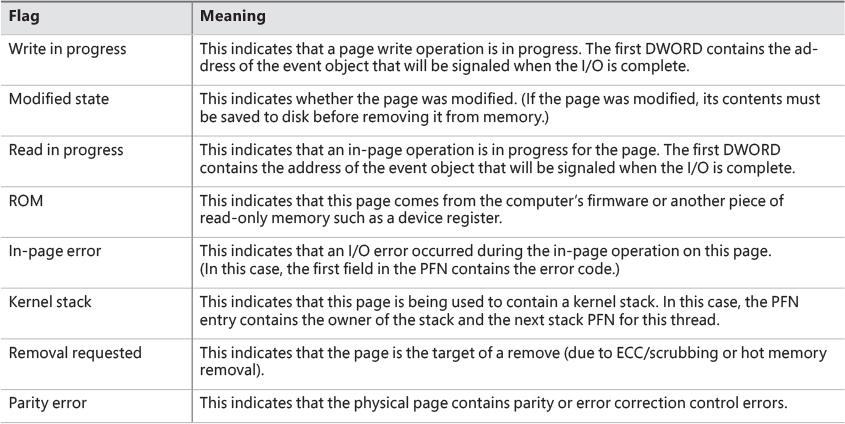 Flag Meaning
Write in progress This indicates that a page write operation is in progress. The first DWORD contains the ad-
dress of the event object that will be signaled when the I/O is complete.
Modified state This indicates whether the page was modified. (If the page was modified, its contents must
be saved to disk before removing it from memory.)
Read in progress This indicates that an in-page operation is in progress for the page. The first DWORD
contains the address of the event object that will be signaled when the I/O is complete.
ROM This indicates that this page comes from the computer's firmware or another piece of
read-only memory such as a device register.
In-page error This indicates that an I/O error occurred during the in-page operation on this page.
(In this case, the first field in the PFN contains the error code.)
Kernel stack This indicates that this page is being used to contain a kernel stack. In this case, the PFN
entry contains the owner of the stack and the next stack PFN for this thread.
Removal requested This indicates that the page is the target of a remove (due to ECC/scrubbing or hot memory
removal).
Parity error This indicates that the physical page contains parity or error correction control errors.